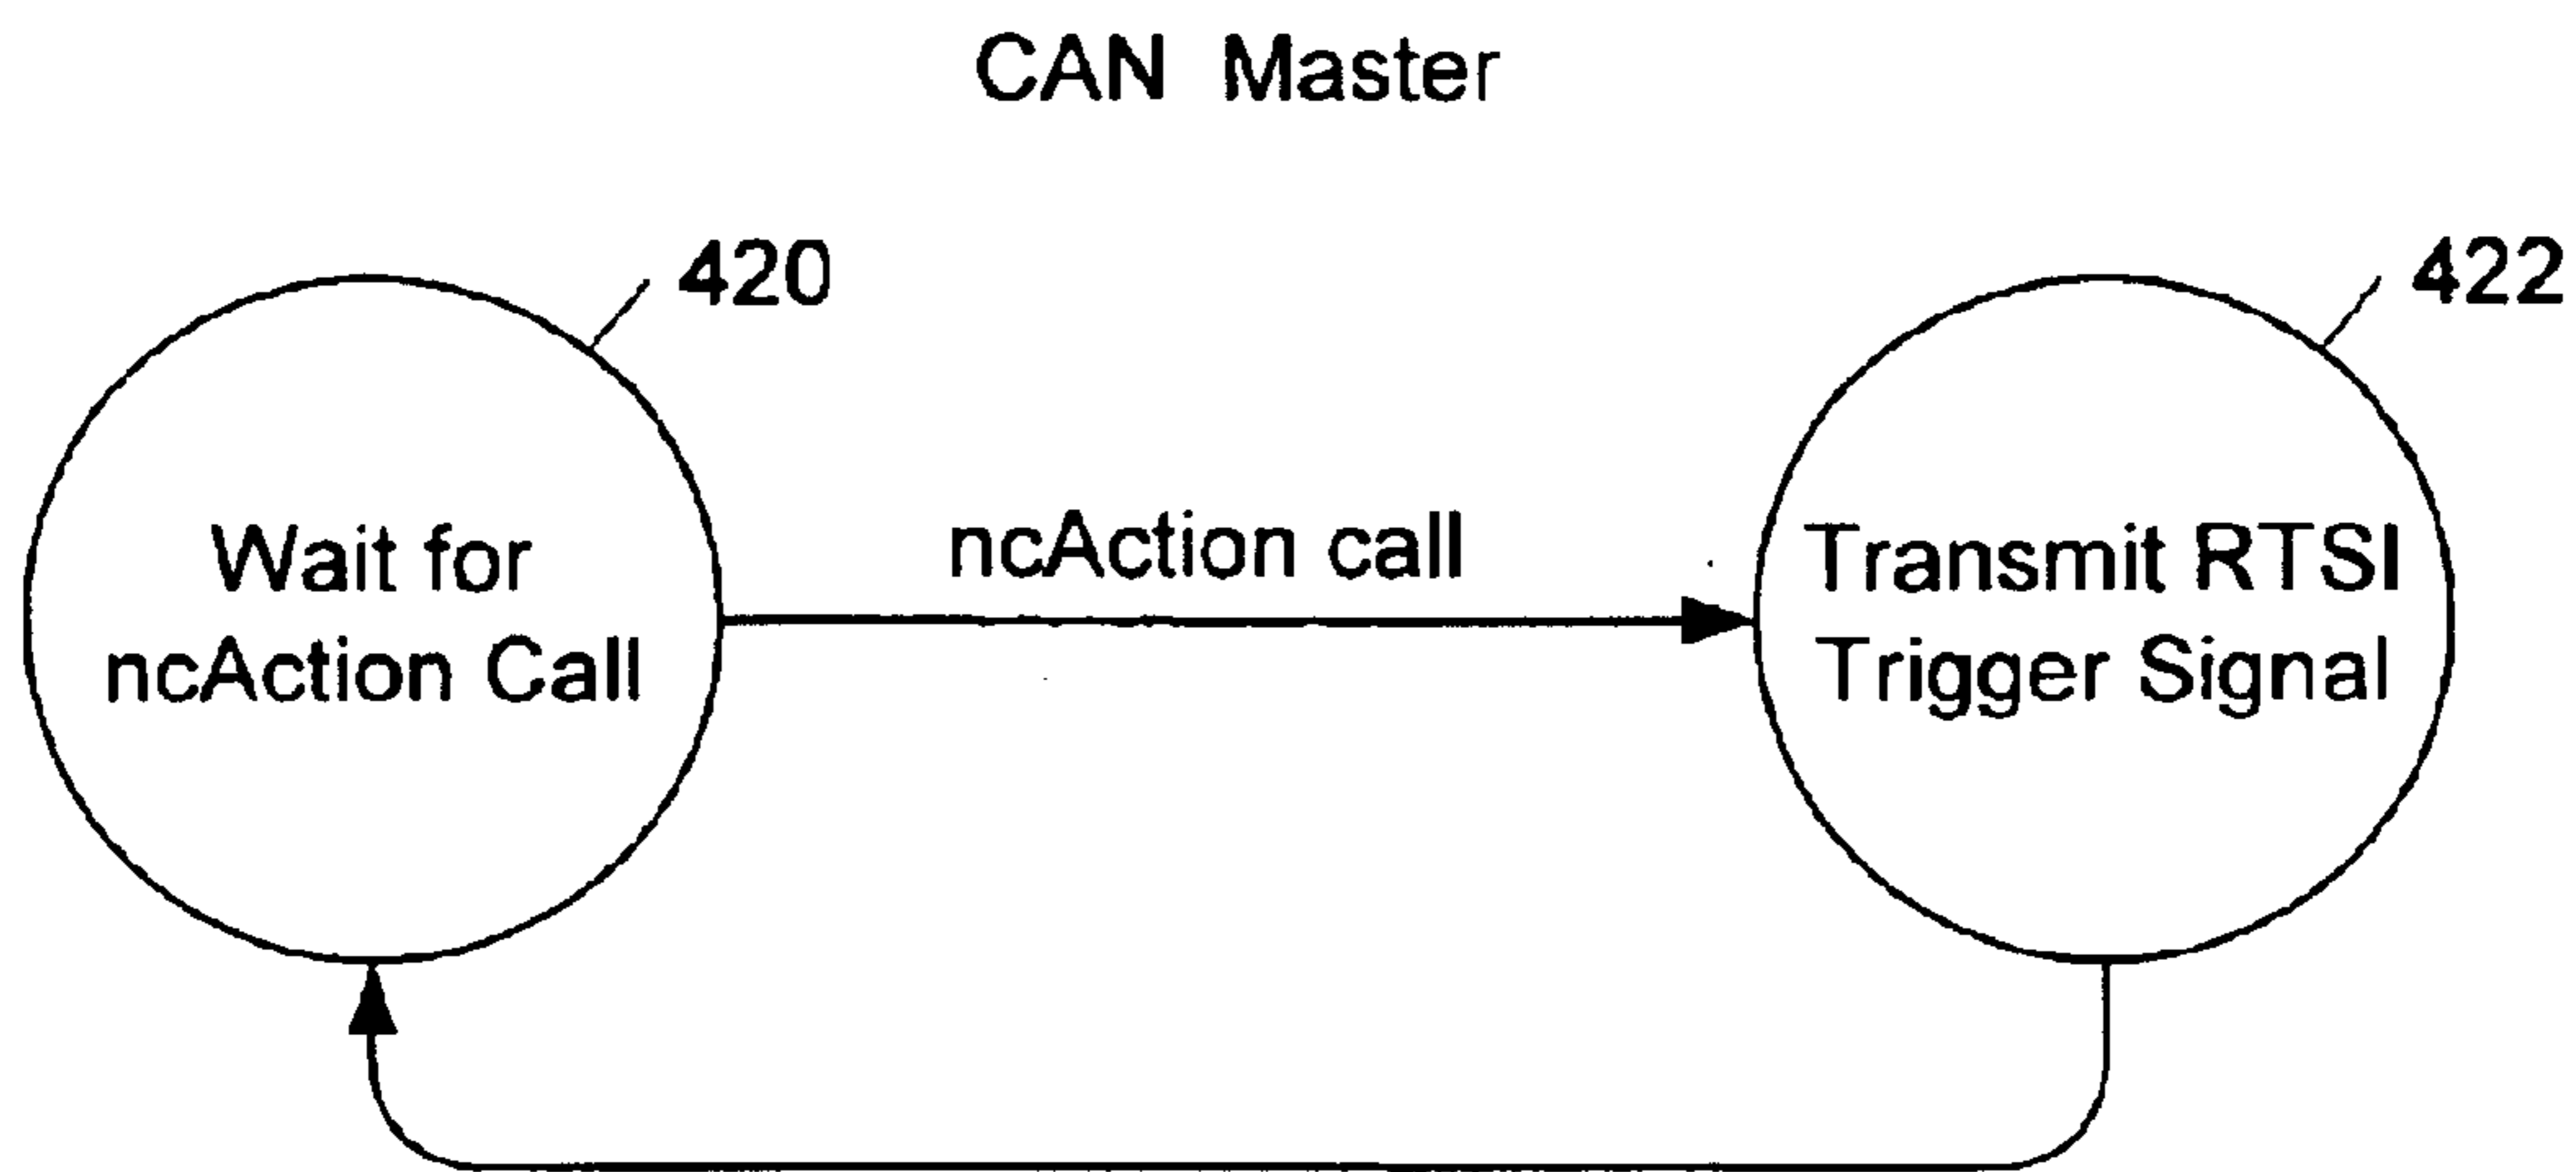 CAN Master
420
422
Wait for
ncAction Call
ncAction call
Transmit RTSI
Trigger Signal